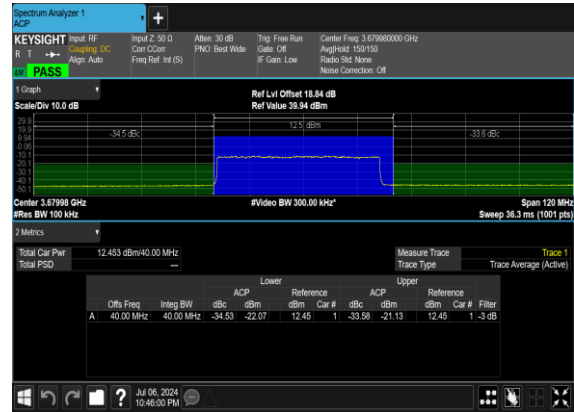 Spectrum Analyzer 1
ACP
KEYSIGHT Input: RF Input Z: 50 Ω Atten: 30 dB Trig: Free Run Center Freq: 3.679980000 GHz
R T Coupling: DC Corr CCorr PNO: Best Wide Gate: Off Avg|Hold: 150/150
Align: Auto Freq Ref: Int (S) IF Gain: Low Radio Std: None
Noise Correction: Off
PASS
1 Graph
Ref Lvl Offset 18.84 dB
Scale/Div 10.0 dB Ref Value 39.94 dBm
29.9
19.9
9.94
-0.06
-10.1
-20.1
-30.1
-40.1
-50.1
-34.5 dBc 12.5 dBm -33.6 dBc
Center 3.67998 GHz #Video BW 300.00 kHz* Span 120 MHz
#Res BW 100 kHz Sweep 36.3 ms (1001 pts)
2 Metrics
Total Car Pwr 12.453 dBm/40.00 MHz Measure Trace Trace 1
Total PSD --- Trace Type Trace Average (Active)
Lower Upper
ACP Reference ACP Reference
Offs Freq Integ BW dBc dBm dBm Car # dBc dBm dBm Car # Filter
A 40.00 MHz 40.00 MHz -34.53 -22.07 12.45 1 -33.58 -21.13 12.45 1 -3 dB
Jul 06, 2024
10:46:00 PM